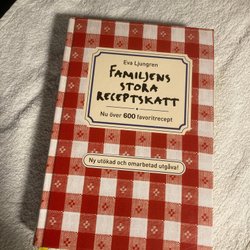 Eva Ljungren
FAMILJENS
STORA
RECEPTSKATT
Nu över 600 favoritrecept
Ny utökad och omarbetad utgåva!